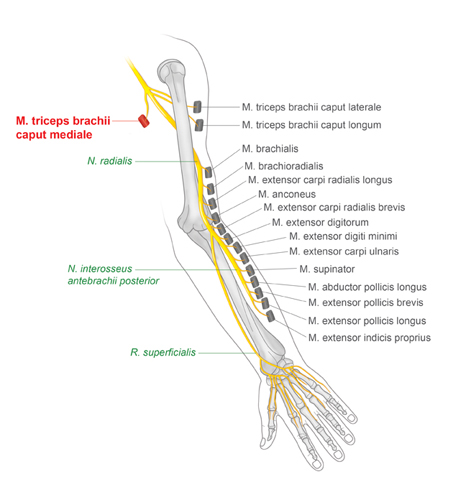 M. triceps brachii caput laterale
M. triceps brachii
caput mediale
M. triceps brachii caput longum
M. brachialis
N. radialis
M. brachioradialis
M. extensor carpi radialis longus
M. anconeus
M. extensor carpi radialis brevis
M. extensor digitorum
M. extensor digiti minimi
M. extensor carpi ulnaris
N. interosseus
antebrachii posterior
M. supinator
M. abductor pollicis longus
M. extensor pollicis brevis
M. extensor pollicis longus
M. extensor indicis proprius
R. superficialis